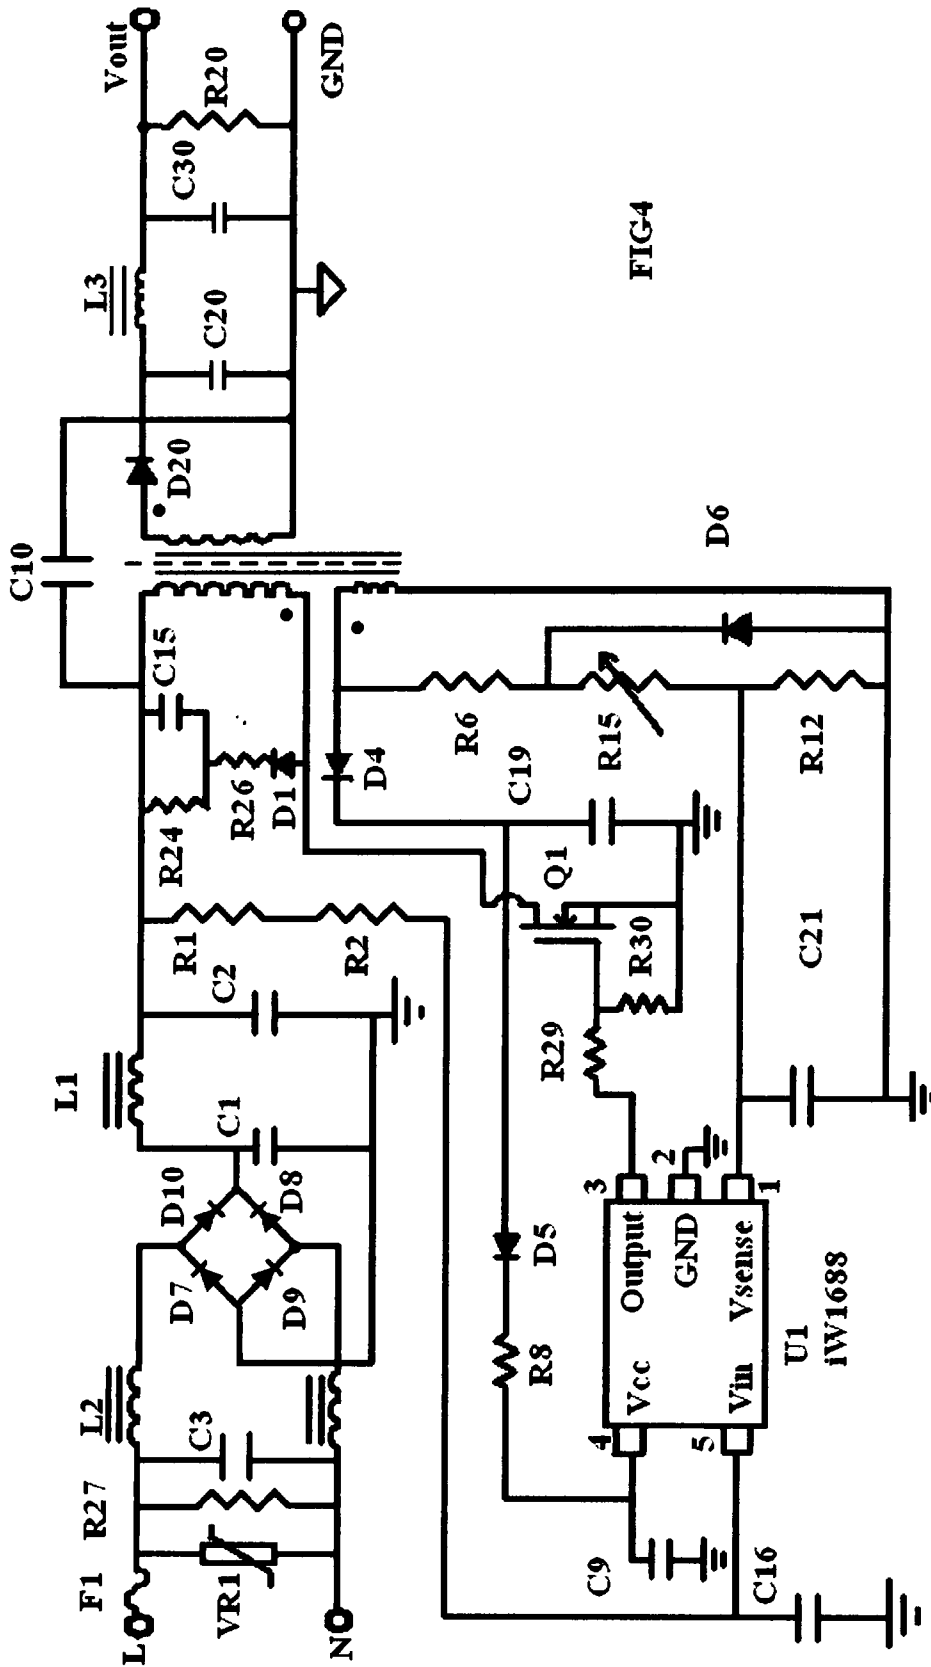 L
N
F1
VR1
R27
C3
L2
D7
D10
D9
D8
C1
L1
C2
R1
R2
R24
C15
R26
D1
C10
D20
C20
L3
C30
R20
Vout
GND
D4
C19
R6
R15
R12
D6
Q1
R30
R29
C21
D5
R8
C9
C16
4
Vcc
5
Vin
Output
3
GND
2
Vsense
1
U1
iW1688
FIG4